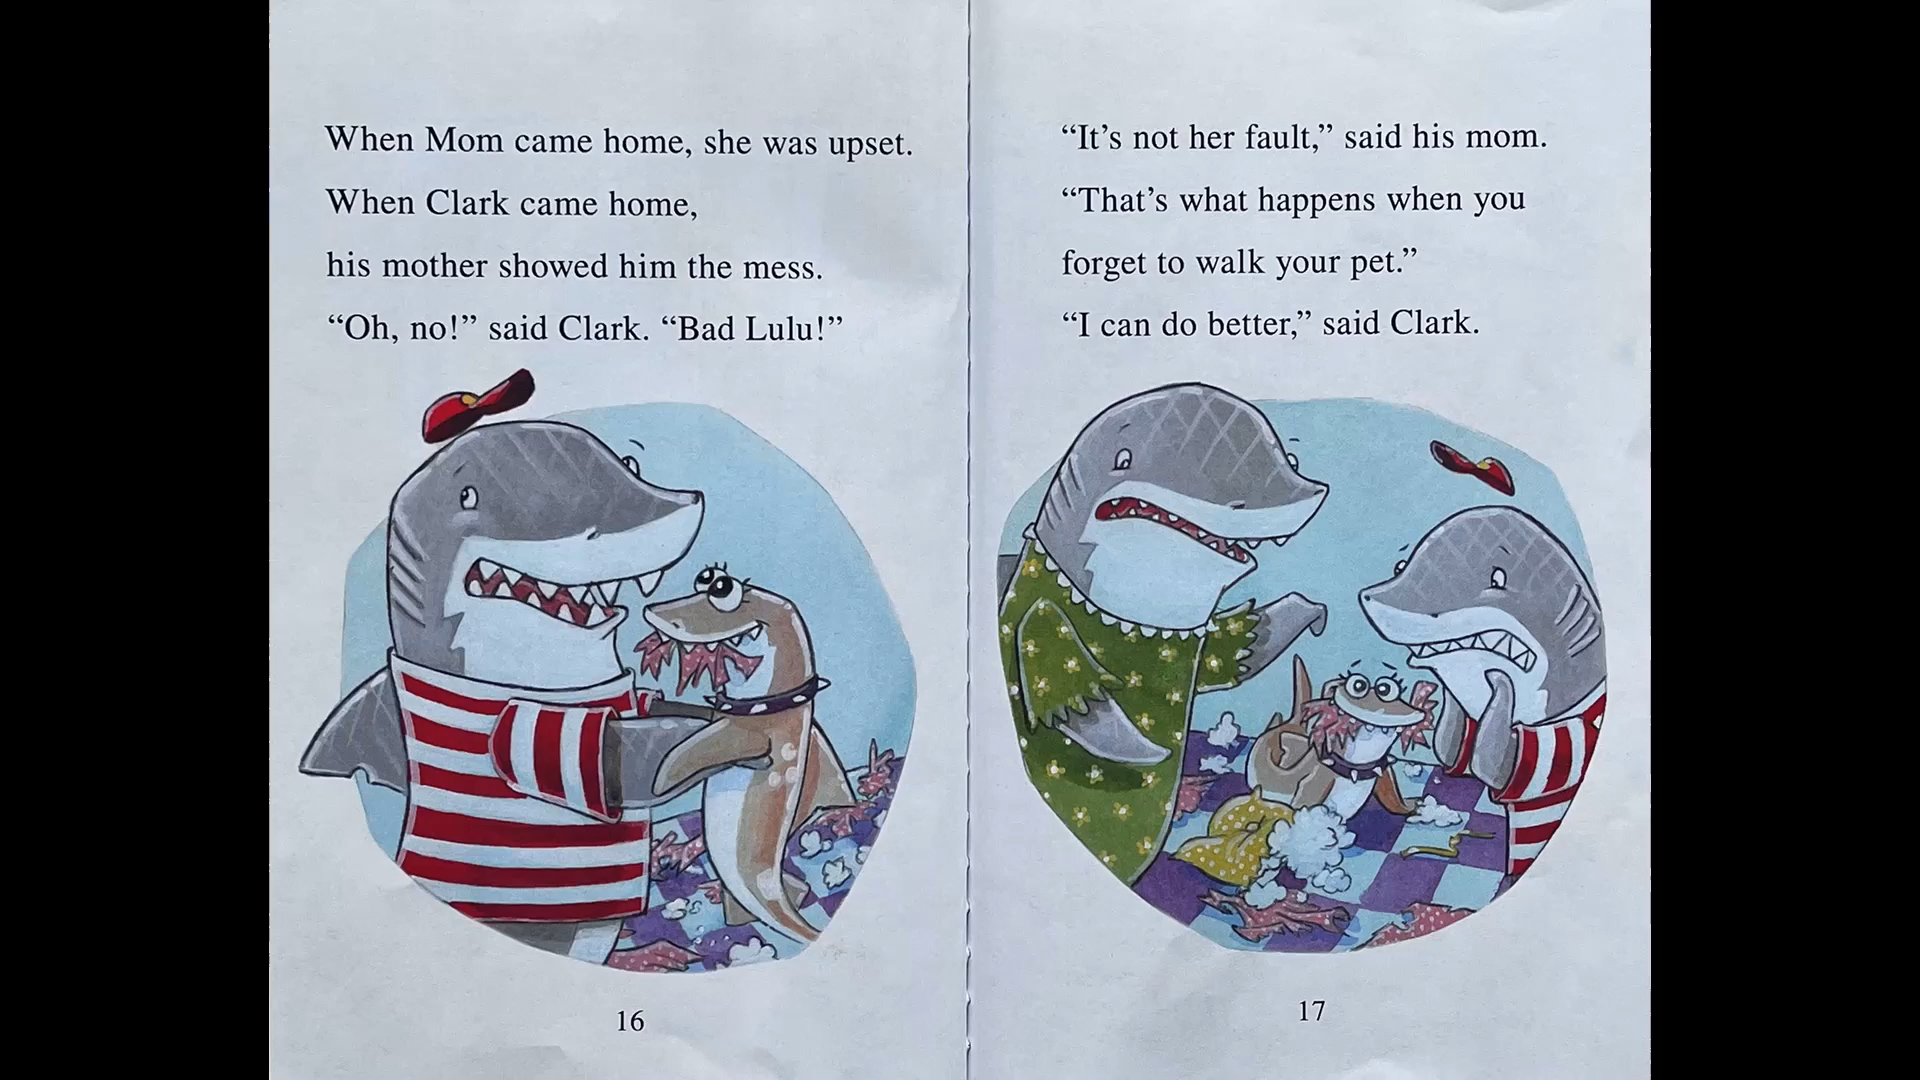 When Mom came home, she was upset.
When Clark came home,
his mother showed him the mess.
“Oh, no!” said Clark. “Bad Lulu!”
16
“It’s not her fault,” said his mom.
“That’s what happens when you
forget to walk your pet.”
“I can do better,” said Clark.
17